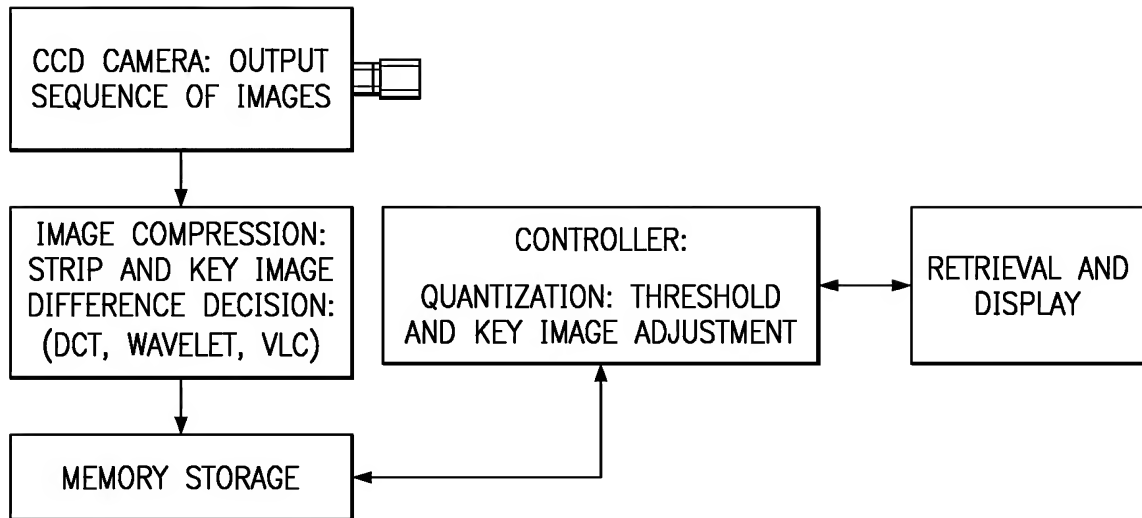 CCD CAMERA: OUTPUT
SEQUENCE OF IMAGES
IMAGE COMPRESSION:
STRIP AND KEY IMAGE
DIFFERENCE DECISION:
(DCT, WAVELET, VLC)
CONTROLLER:
QUANTIZATION: THRESHOLD
AND KEY IMAGE ADJUSTMENT
RETRIEVAL AND
DISPLAY
MEMORY STORAGE